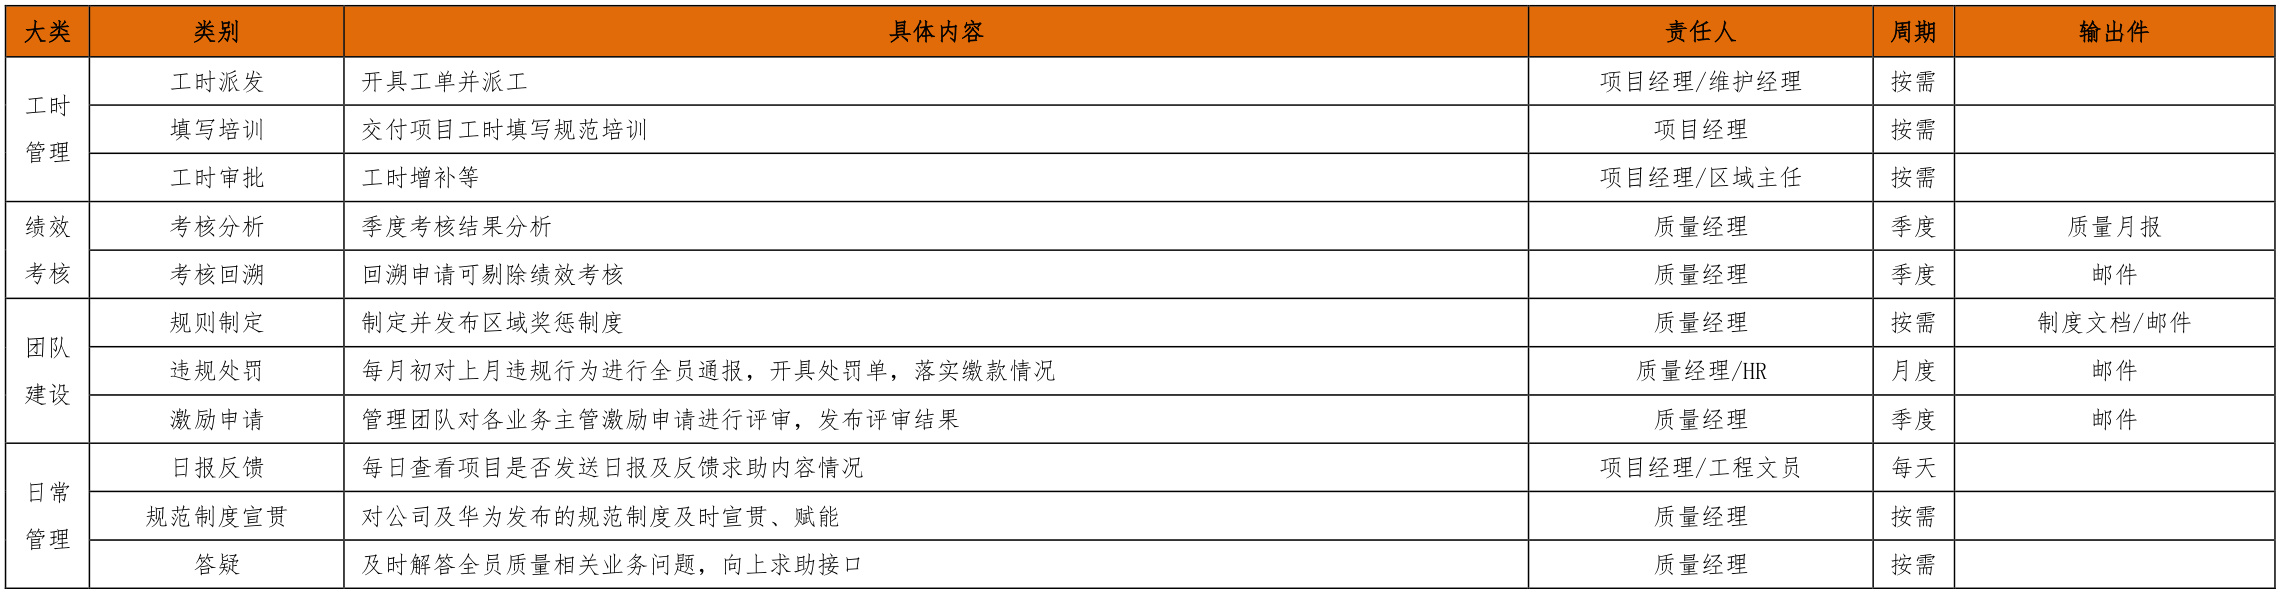 大类 类别 具体内容 责任人 周期 输出件
工时管理 工时派发 开具工单并派工 项目经理/维护经理 按需
填写培训 交付项目工时填写规范培训 项目经理 按需
工时审批 工时增补等 项目经理/区域主任 按需
绩效考核 考核分析 季度考核结果分析 质量经理 季度 质量月报
考核回溯 回溯申请可剔除绩效考核 质量经理 季度 邮件
团队建设 规则制定 制定并发布区域奖惩制度 质量经理 按需 制度文档/邮件
违规处罚 每月初对上月违规行为进行全员通报，开具处罚单，落实缴款情况 质量经理/HR 月度 邮件
激励申请 管理团队对各业务主管激励申请进行评审，发布评审结果 质量经理 季度 邮件
日常管理 日报反馈 每日查看项目是否发送日报及反馈求助内容情况 项目经理/工程文员 每天
规范制度宣贯 对公司及华为发布的规范制度及时宣贯、赋能 质量经理 按需
答疑 及时解答全员质量相关业务问题，向上求助接口 质量经理 按需